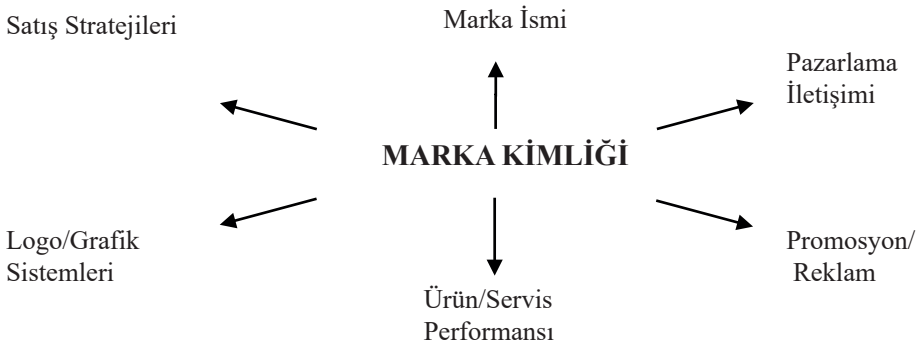 Satış Stratejileri
Marka İsmi
Pazarlama
İletişimi
MARKA KİMLİĞİ
Logo/Grafik
Sistemleri
Promosyon/
Reklam
Ürün/Servis
Performansı